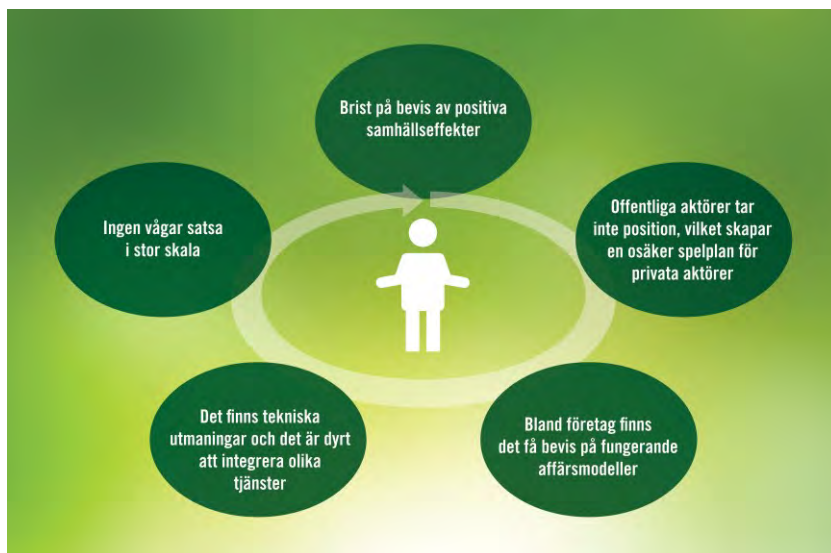 Brist på bevis av positiva
samhällseffekter
Offentliga aktörer tar
inte position, vilket skapar
en osäker spelplan för
privata aktörer
Bland företag finns
det få bevis på fungerande
affärsmodeller
Det finns tekniska
utmaningar och det är dyrt
att integrera olika
tjänster
Ingen vågar satsa
i stor skala